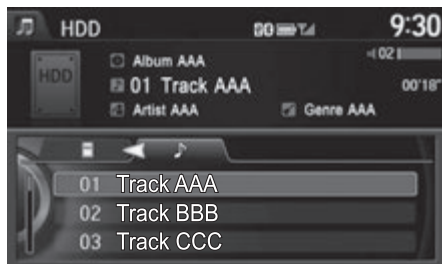 HDD
9:30
02
HDD
Album AAA
01 Track AAA
00'18"
Artist AAA
Genre AAA
01 Track AAA
02 Track BBB
03 Track CCC